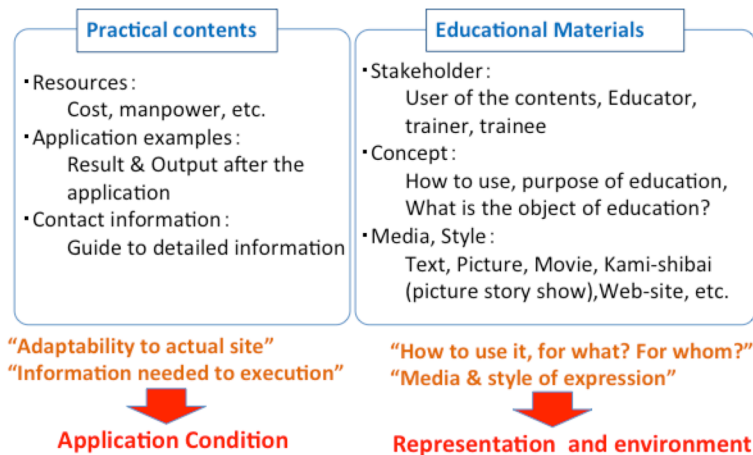 Practical contents
・Resources:
Cost, manpower, etc.
・Application examples:
Result & Output after the
application
・Contact information:
Guide to detailed information
“Adaptability to actual site”
“Information needed to execution”
Application Condition
Educational Materials
・Stakeholder:
User of the contents, Educator,
trainer, trainee
・Concept:
How to use, purpose of education,
What is the object of education?
・Media, Style:
Text, Picture, Movie, Kami-shibai
(picture story show),Web-site, etc.
“How to use it, for what? For whom?”
“Media & style of expression”
Representation and environment